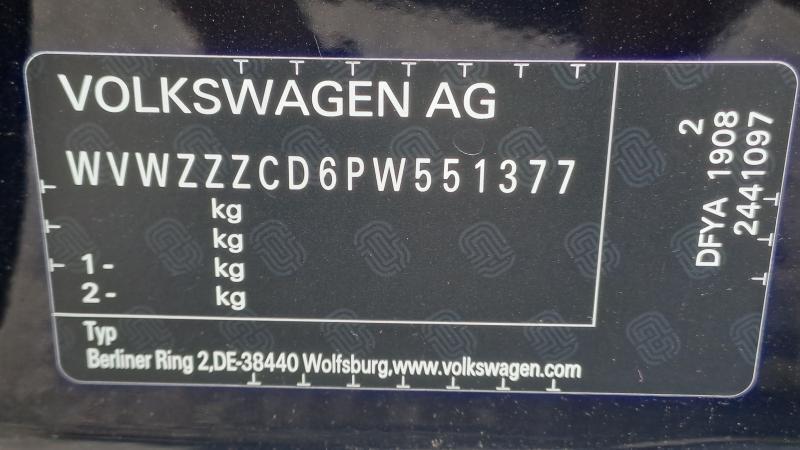 VOLKSWAGEN AG
WVWZZZCD6PW551377
kg
kg
1- kg
2- kg
Typ
Berliner Ring 2,DE-38440 Wolfsburg,www.volkswagen.com
2
DFYA 1908
2441097